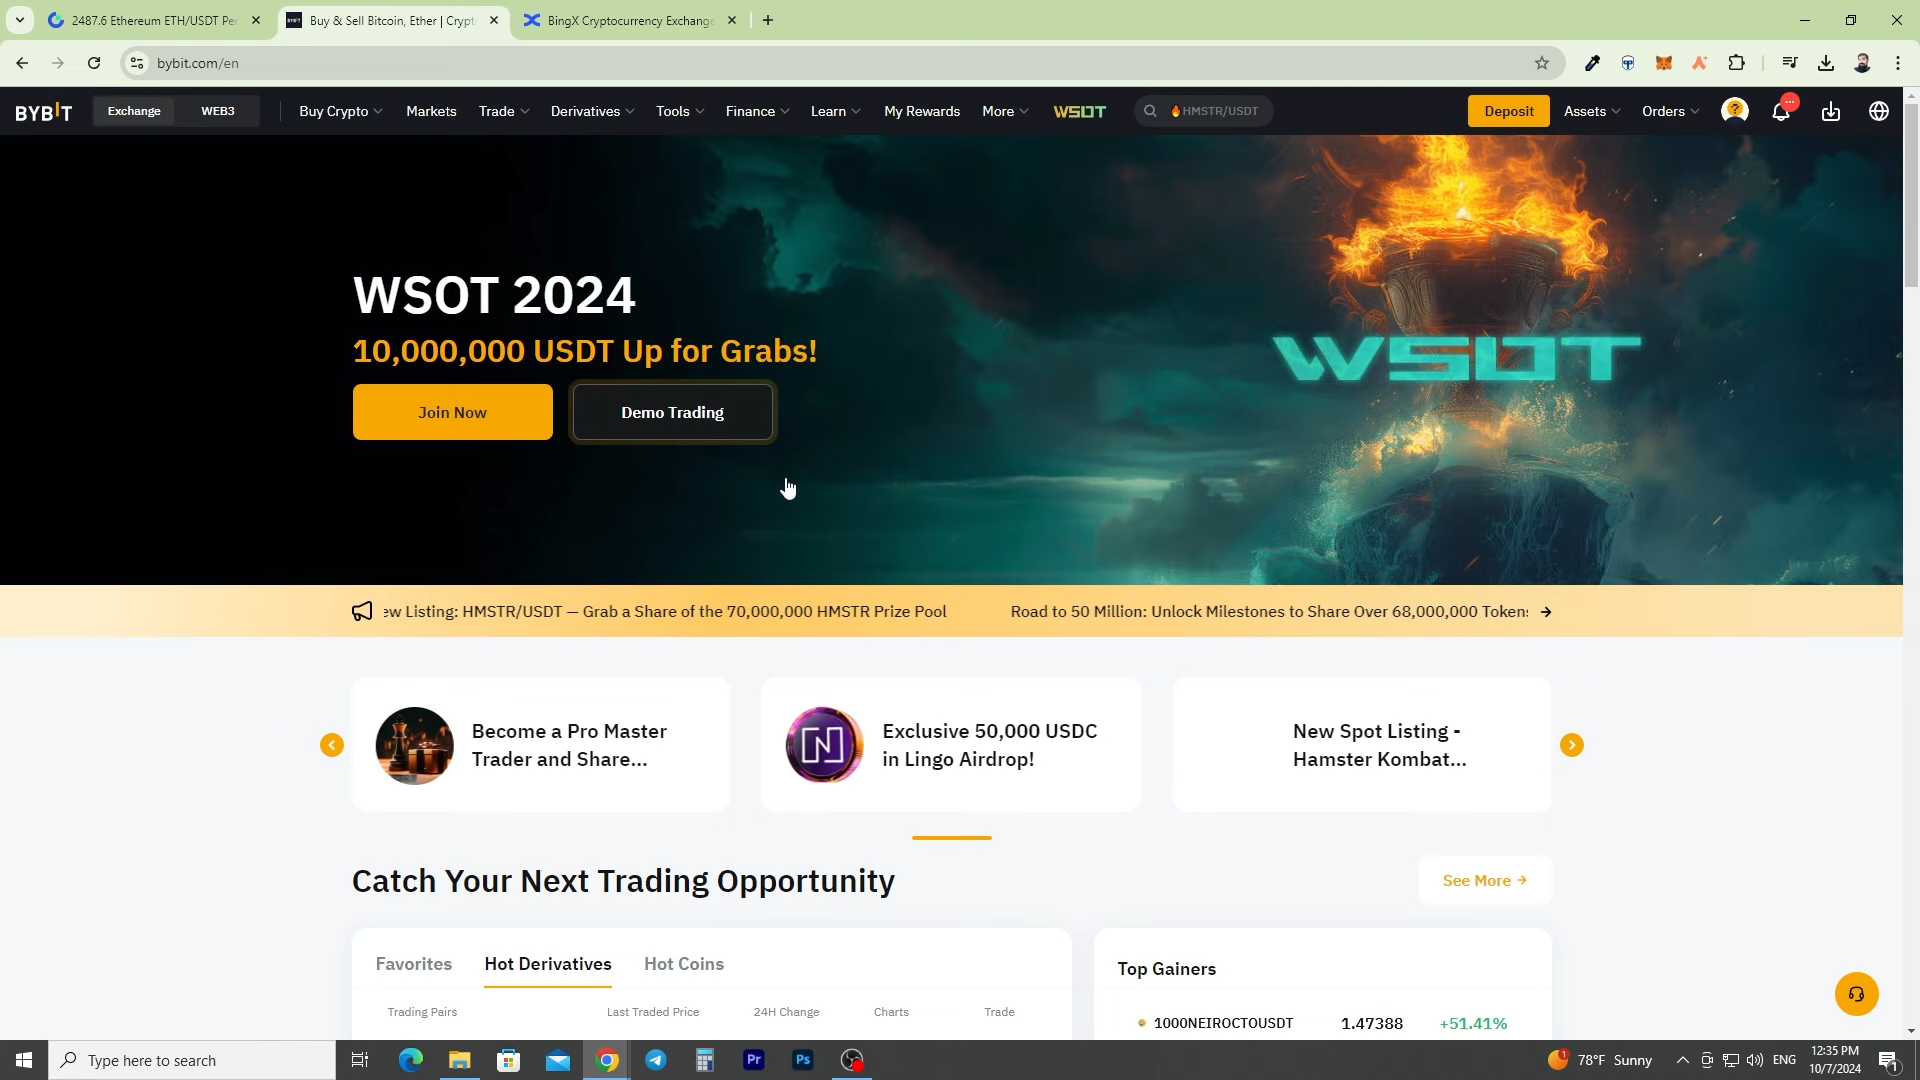 2487.6 Ethereum ETH/USDT Per
Buy & Sell Bitcoin, Ether | Crypt
BingX Cryptocurrency Exchange
bybit.com/en
BYBIT
Exchange
WEB3
Buy Crypto
Markets
Trade
Derivatives
Tools
Finance
Learn
My Rewards
More
WSOT
HMSTR/USDT
Deposit
Assets
Orders
WSOT 2024
10,000,000 USDT Up for Grabs!
Join Now
Demo Trading
WSOT
ew Listing: HMSTR/USDT — Grab a Share of the 70,000,000 HMSTR Prize Pool
Road to 50 Million: Unlock Milestones to Share Over 68,000,000 Tokens
Become a Pro Master
Trader and Share...
Exclusive 50,000 USDC
in Lingo Airdrop!
New Spot Listing -
Hamster Kombat...
Catch Your Next Trading Opportunity
See More
Favorites
Hot Derivatives
Hot Coins
Trading Pairs
Last Traded Price
24H Change
Charts
Trade
Top Gainers
1000NEIROCTOUSDT
1.47388
+51.41%
Type here to search
Pr
Ps
1
78°F Sunny
ENG
12:35 PM
10/7/2024
1